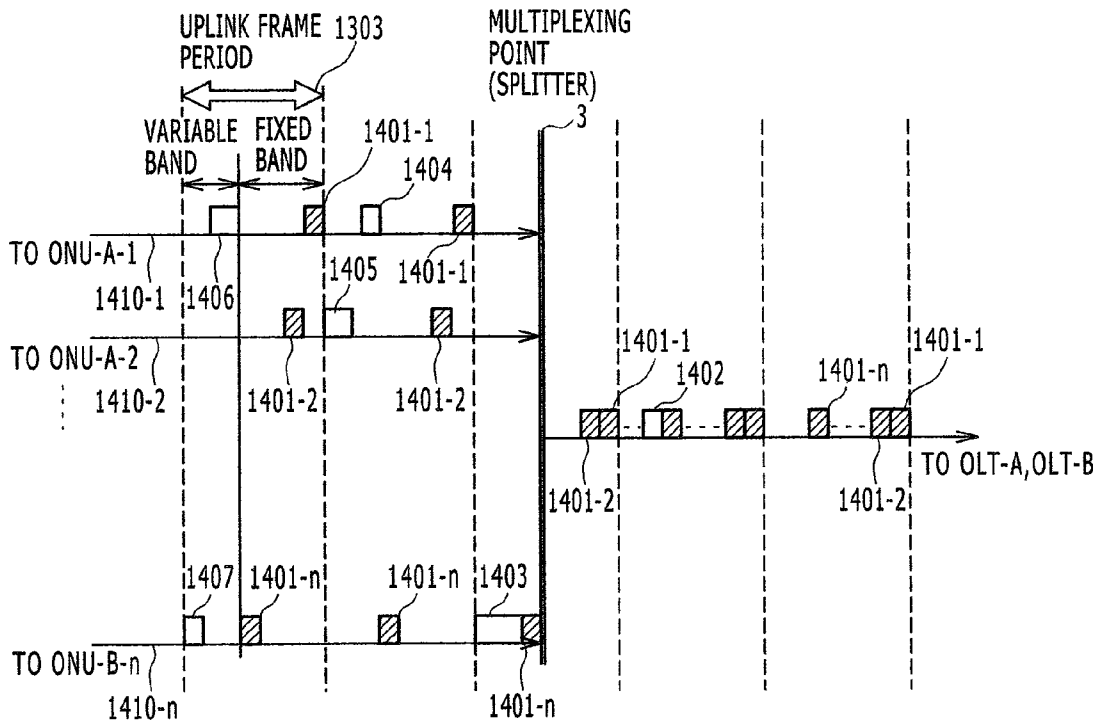 UPLINK FRAME
PERIOD
1303
MULTIPLEXING
POINT
(SPLITTER)
3
VARIABLE
BAND
FIXED
BAND
1401-1
1404
TO ONU-A-1
1410-1
1406
1401-1
1405
TO ONU-A-2
1410-2
1401-2
1401-2
1401-1
1402
1401-n
1401-1
TO OLT-A,OLT-B
1401-2
1401-2
1407
1401-n
1401-n
1403
TO ONU-B-n
1410-n
1401-n